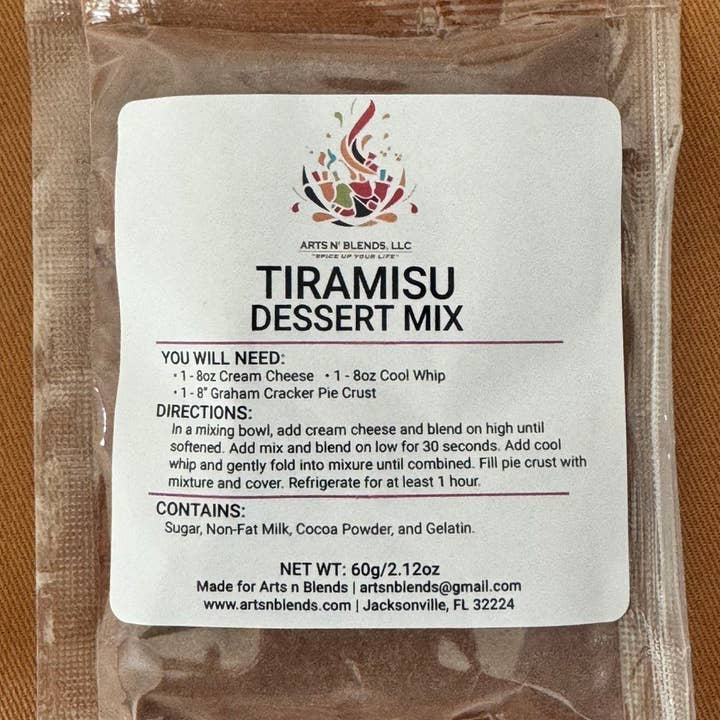 ARTS N' BLENDS, LLC
"SPICE UP YOUR LIFE"
TIRAMISU
DESSERT MIX
YOU WILL NEED:
• 1 - 8oz Cream Cheese • 1 - 8oz Cool Whip
• 1 - 8" Graham Cracker Pie Crust
DIRECTIONS:
In a mixing bowl, add cream cheese and blend on high until
softened. Add mix and blend on low for 30 seconds. Add cool
whip and gently fold into mixure until combined. Fill pie crust with
mixture and cover. Refrigerate for at least 1 hour.
CONTAINS:
Sugar, Non-Fat Milk, Cocoa Powder, and Gelatin.
NET WT: 60g/2.12oz
Made for Arts n Blends | artsnblends@gmail.com
www.artsnblends.com | Jacksonville, FL 32224